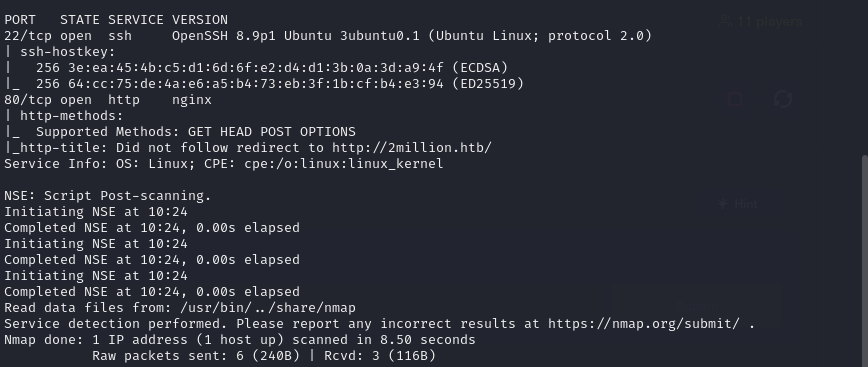 PORT   STATE SERVICE VERSION
22/tcp open  ssh     OpenSSH 8.9p1 Ubuntu 3ubuntu0.1 (Ubuntu Linux; protocol 2.0)
| ssh-hostkey:
|   256 3e:ea:45:4b:c5:d1:6d:6f:e2:d4:d1:3b:0a:3d:a9:4f (ECDSA)
|_  256 64:cc:75:de:4a:e6:a5:b4:73:eb:3f:1b:cf:b4:e3:94 (ED25519)
80/tcp open  http    nginx
| http-methods:
|_  Supported Methods: GET HEAD POST OPTIONS
|_http-title: Did not follow redirect to http://2million.htb/
Service Info: OS: Linux; CPE: cpe:/o:linux:linux_kernel
NSE: Script Post-scanning.
Initiating NSE at 10:24
Completed NSE at 10:24, 0.00s elapsed
Initiating NSE at 10:24
Completed NSE at 10:24, 0.00s elapsed
Initiating NSE at 10:24
Completed NSE at 10:24, 0.00s elapsed
Read data files from: /usr/bin/../share/nmap
Service detection performed. Please report any incorrect results at https://nmap.org/submit/ .
Nmap done: 1 IP address (1 host up) scanned in 8.50 seconds
           Raw packets sent: 6 (240B) | Rcvd: 3 (116B)
players